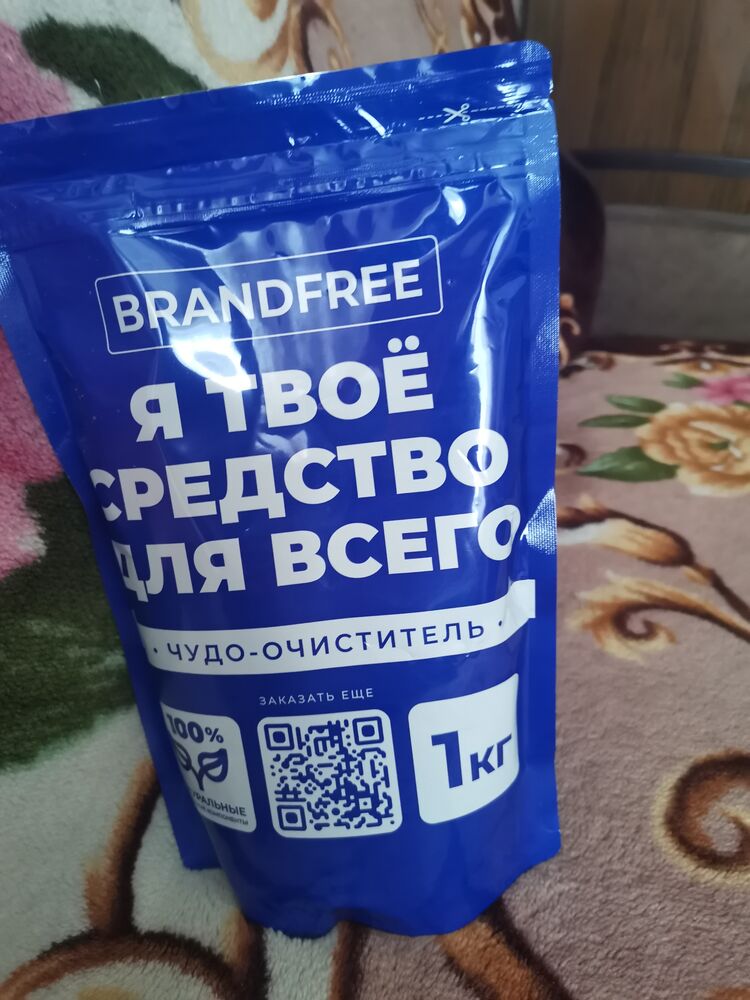 BRANDFREE
Я ТВОЁ
СРЕДСТВО
ДЛЯ ВСЕГО
· ЧУДО-ОЧИСТИТЕЛЬ ·
ЗАКАЗАТЬ ЕЩЕ
100%
1кг